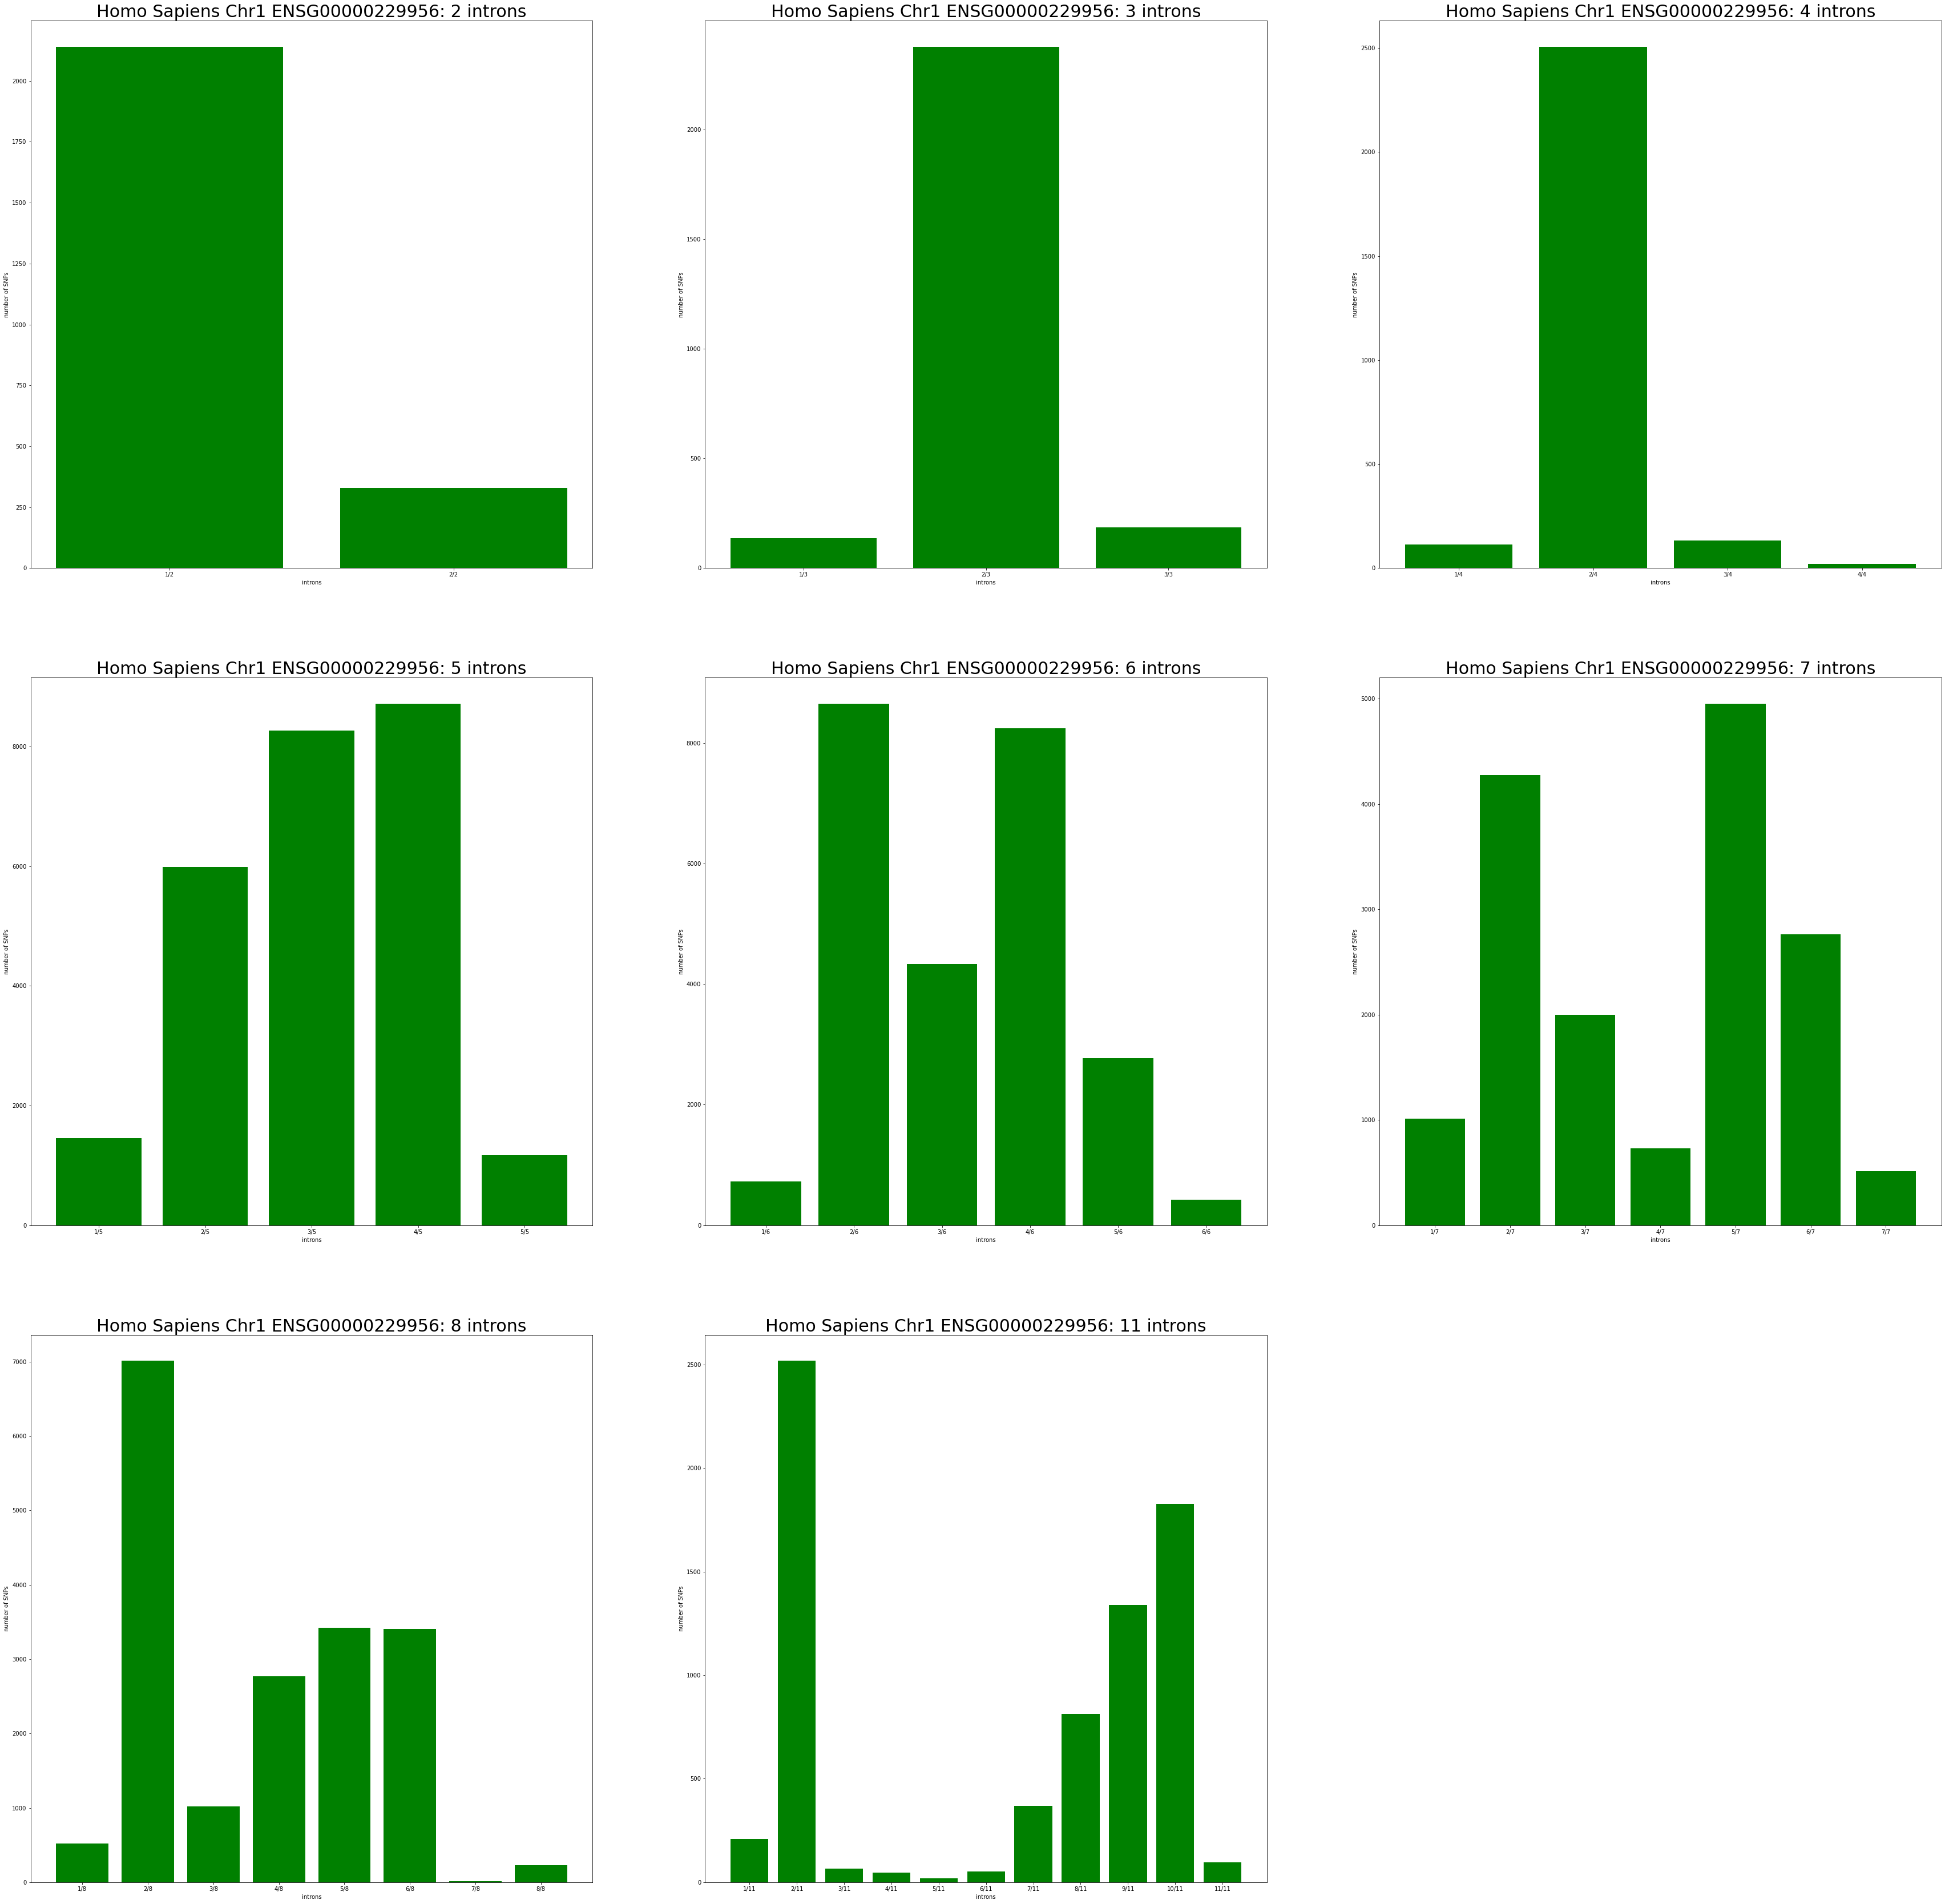 Homo Sapiens Chr1 ENSG00000229956: 2 introns
2000
1750
1500
1250
1000
750
500
250
0
number of SNPs
1/2 2/2
introns
Homo Sapiens Chr1 ENSG00000229956: 3 introns
2000
1500
1000
500
0
number of SNPs
1/3 2/3 3/3
introns
Homo Sapiens Chr1 ENSG00000229956: 4 introns
2500
2000
1500
1000
500
0
number of SNPs
1/4 2/4 3/4 4/4
introns
Homo Sapiens Chr1 ENSG00000229956: 5 introns
8000
6000
4000
2000
0
number of SNPs
1/5 2/5 3/5 4/5 5/5
introns
Homo Sapiens Chr1 ENSG00000229956: 6 introns
8000
6000
4000
2000
0
number of SNPs
1/6 2/6 3/6 4/6 5/6 6/6
introns
Homo Sapiens Chr1 ENSG00000229956: 7 introns
5000
4000
3000
2000
1000
0
number of SNPs
1/7 2/7 3/7 4/7 5/7 6/7 7/7
introns
Homo Sapiens Chr1 ENSG00000229956: 8 introns
7000
6000
5000
4000
3000
2000
1000
0
number of SNPs
1/8 2/8 3/8 4/8 5/8 6/8 7/8 8/8
introns
Homo Sapiens Chr1 ENSG00000229956: 11 introns
2500
2000
1500
1000
500
0
number of SNPs
1/11 2/11 3/11 4/11 5/11 6/11 7/11 8/11 9/11 10/11 11/11
introns